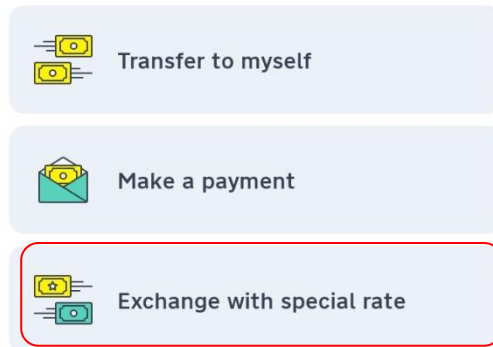 Transfer to myself
Make a payment
Exchange with special rate